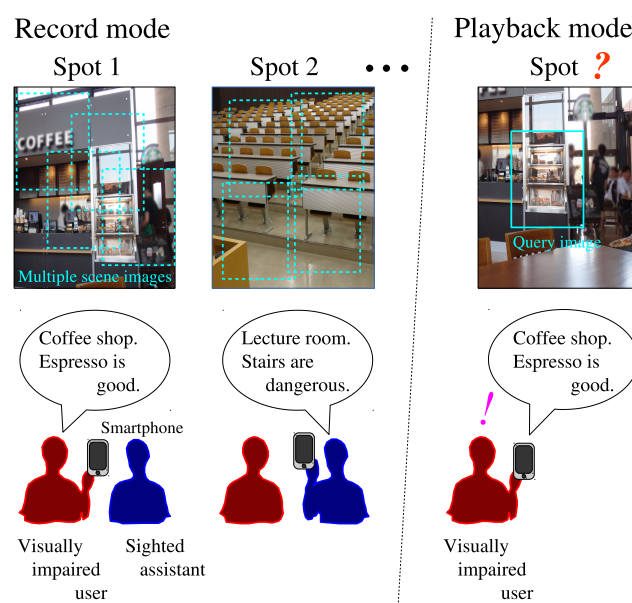 Record mode
Playback mode
Spot 1
Spot 2
• • •
Spot ?
COFFEE
Multiple scene images
Query image
Coffee shop.
Espresso is
good.
Lecture room.
Stairs are
dangerous.
Coffee shop.
Espresso is
good.
!
Smartphone
Visually
impaired
user
Sighted
assistant
Visually
impaired
user